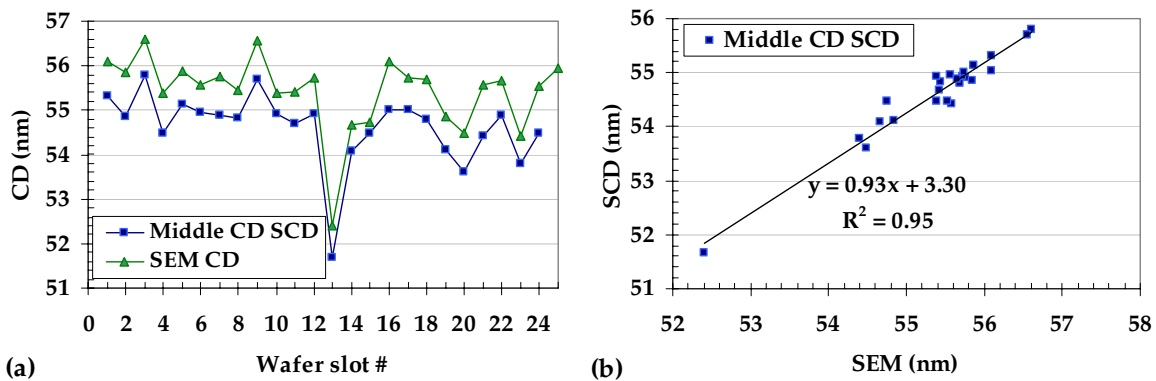 57
56
55
54
53
52
51
CD (nm)
Middle CD SCD
SEM CD
0 2 4 6 8 10 12 14 16 18 20 22 24
(a)
Wafer slot #
56
55
54
53
52
51
SCD (nm)
Middle CD SCD
y = 0.93x + 3.30
R² = 0.95
52 53 54 55 56 57 58
(b)
SEM (nm)